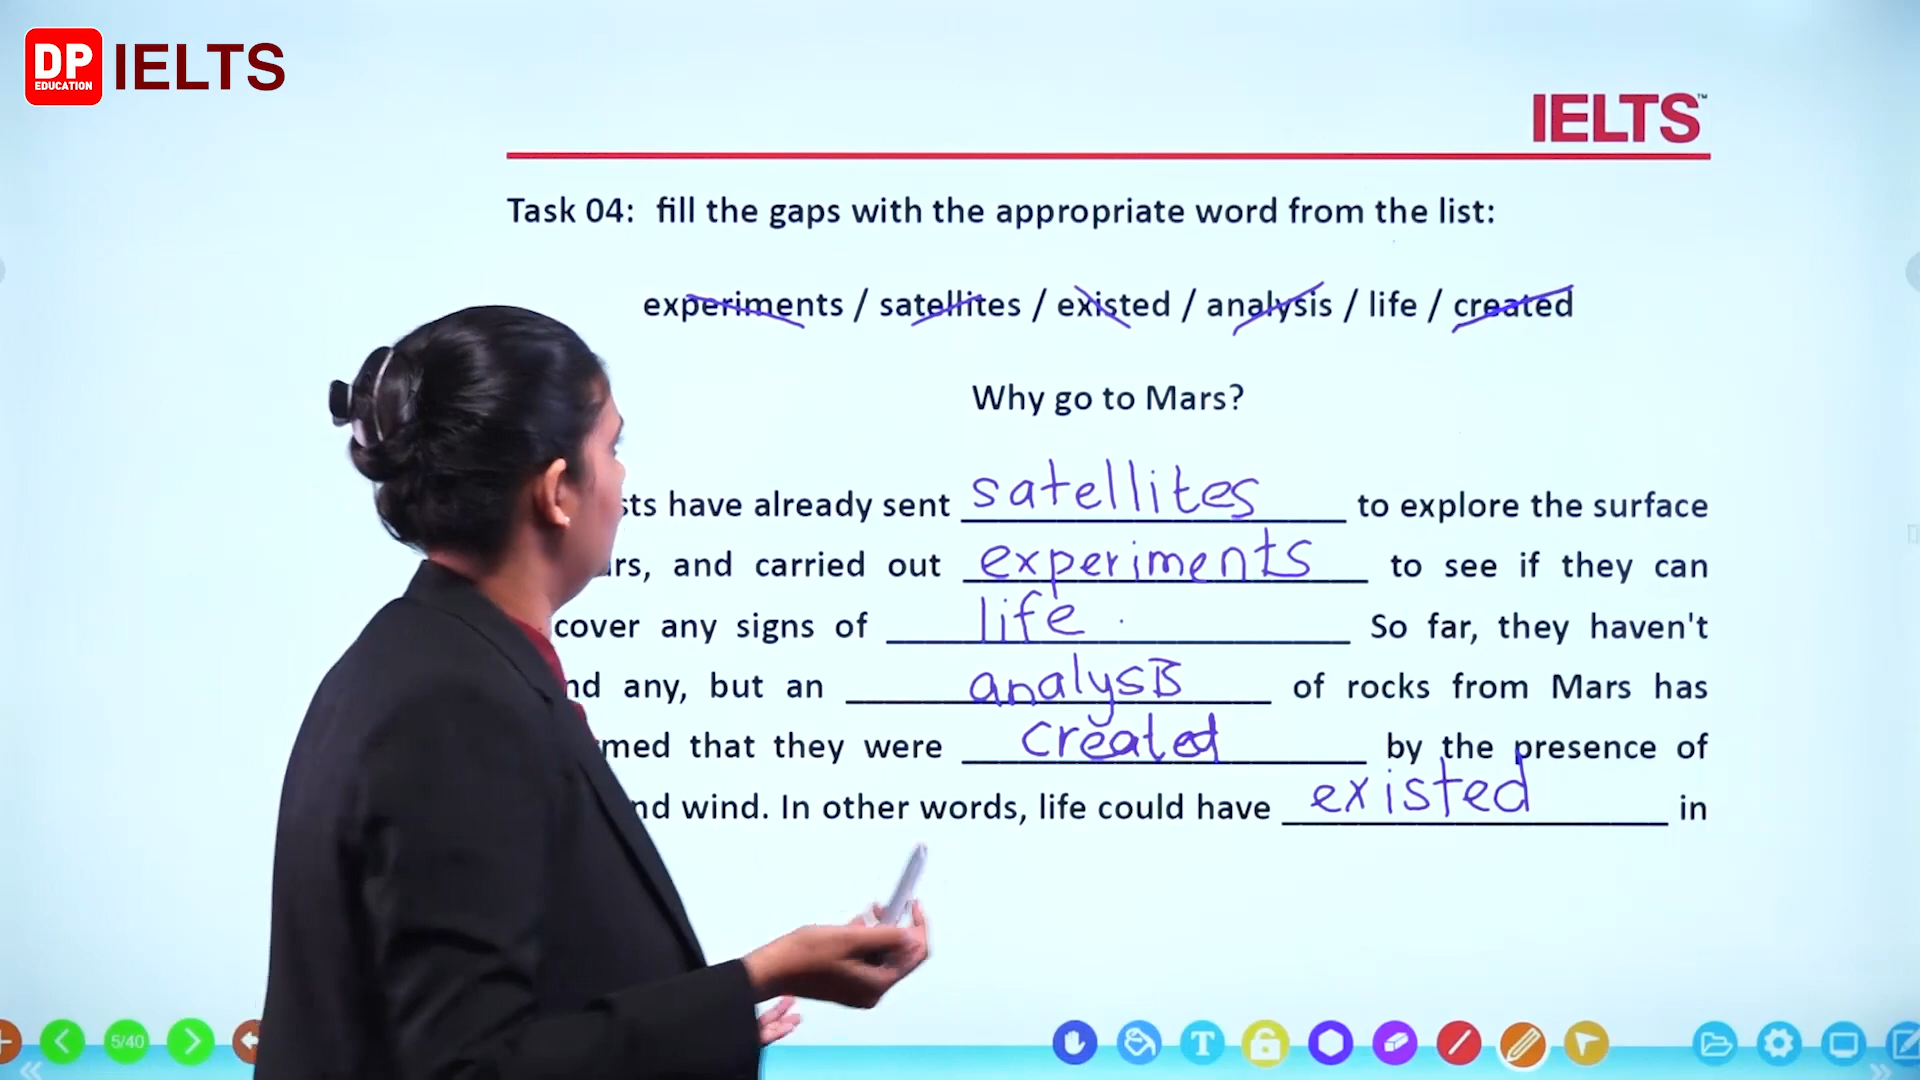 DP EDUCATION IELTS
IELTS™
Task 04: fill the gaps with the appropriate word from the list:
experiments / satellites / existed / analysis / life / created
Why go to Mars?
sts have already sent satellites to explore the surface
rs, and carried out experiments to see if they can
cover any signs of life. So far, they haven't
nd any, but an analysis of rocks from Mars has
med that they were created by the presence of
nd wind. In other words, life could have existed in
5/40
T